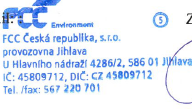 FCC Environment
5
FCC Česká republika, s.r.o.
provozovna Jihlava
U Hlavního nádraží 4286/2, 586 01 Jihlava
IČ: 45809712, DIČ: CZ 45809712
Tel. /fax: 567 220 701